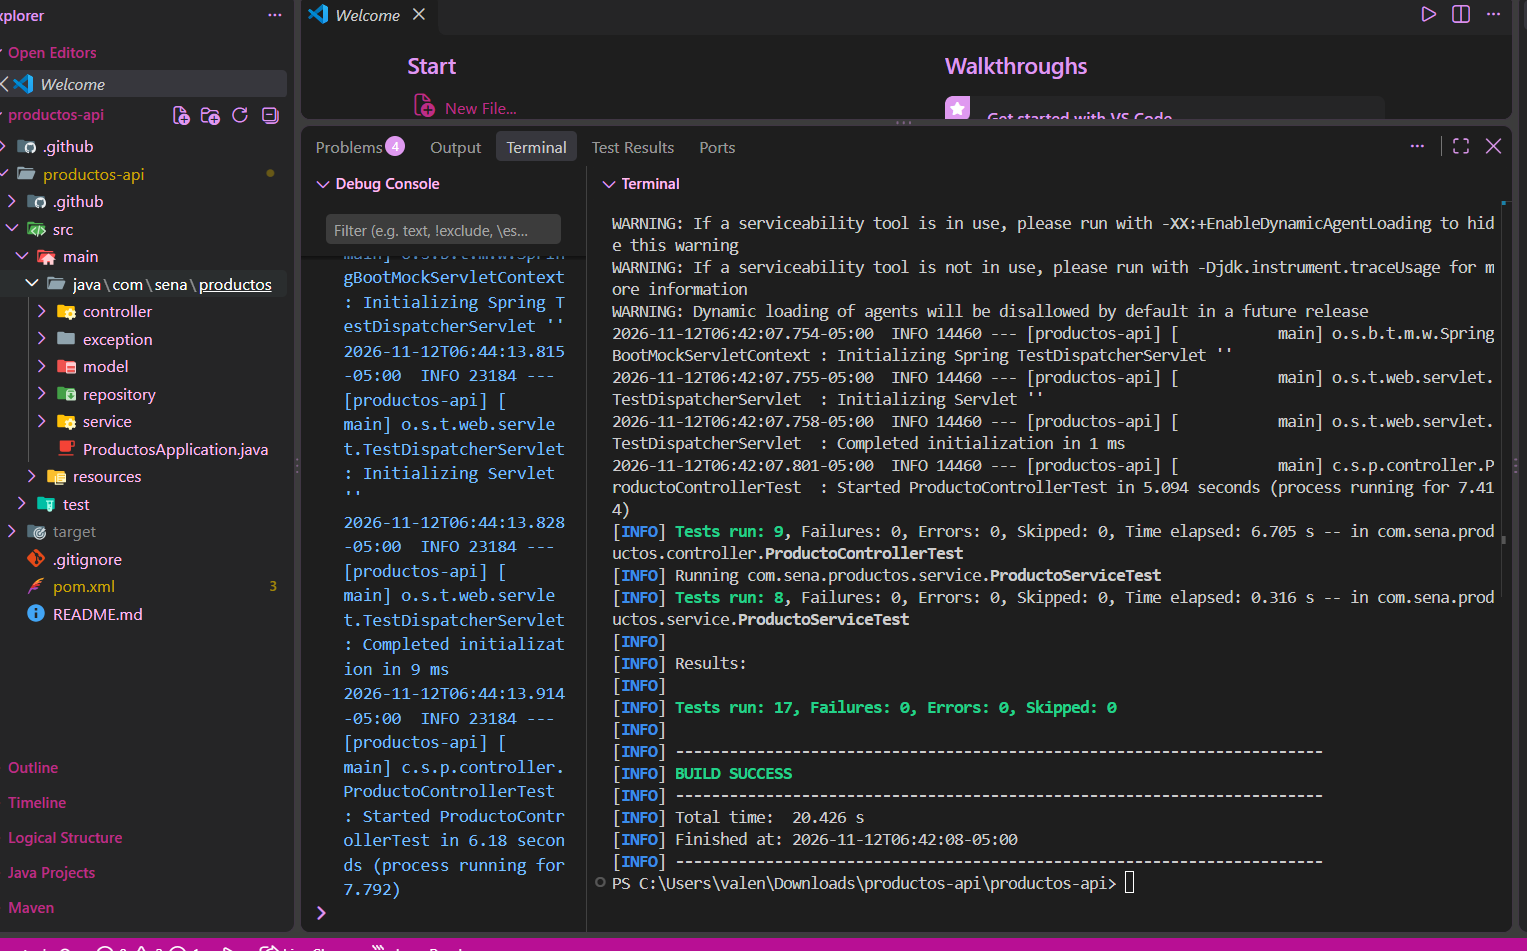 xplorer
Open Editors
Welcome
productos-api
.github
productos-api
.github
src
main
java\com\sena\productos
controller
exception
model
repository
service
ProductosApplication.java
resources
test
target
.gitignore
pom.xml 3
README.md
Outline
Timeline
Logical Structure
Java Projects
Maven
Welcome
Start
New File...
Walkthroughs
Get started with VS Code
Problems 4 Output Terminal Test Results Ports
Debug Console
Filter (e.g. text, !exclude, \es...
main] o.s.b.t.m.w.Sprin
gBootMockServletContext
: Initializing Spring T
estDispatcherServlet ''
2026-11-12T06:44:13.815
-05:00  INFO 23184 ---
[productos-api] [
main] o.s.t.web.servle
t.TestDispatcherServlet
: Initializing Servlet
''
2026-11-12T06:44:13.828
-05:00  INFO 23184 ---
[productos-api] [
main] o.s.t.web.servle
t.TestDispatcherServlet
: Completed initializat
ion in 9 ms
2026-11-12T06:44:13.914
-05:00  INFO 23184 ---
[productos-api] [
main] c.s.p.controller.
ProductoControllerTest
: Started ProductoContr
ollerTest in 6.18 secon
ds (process running for
7.792)
Terminal
WARNING: If a serviceability tool is in use, please run with -XX:+EnableDynamicAgentLoading to hid
e this warning
WARNING: If a serviceability tool is not in use, please run with -Djdk.instrument.traceUsage for m
ore information
WARNING: Dynamic loading of agents will be disallowed by default in a future release
2026-11-12T06:42:07.754-05:00  INFO 14460 --- [productos-api] [           main] o.s.b.t.m.w.Spring
BootMockServletContext : Initializing Spring TestDispatcherServlet ''
2026-11-12T06:42:07.755-05:00  INFO 14460 --- [productos-api] [           main] o.s.t.web.servlet.
TestDispatcherServlet  : Initializing Servlet ''
2026-11-12T06:42:07.758-05:00  INFO 14460 --- [productos-api] [           main] o.s.t.web.servlet.
TestDispatcherServlet  : Completed initialization in 1 ms
2026-11-12T06:42:07.801-05:00  INFO 14460 --- [productos-api] [           main] c.s.p.controller.P
roductoControllerTest  : Started ProductoControllerTest in 5.094 seconds (process running for 7.41
4)
[INFO] Tests run: 9, Failures: 0, Errors: 0, Skipped: 0, Time elapsed: 6.705 s -- in com.sena.prod
uctos.controller.ProductoControllerTest
[INFO] Running com.sena.productos.service.ProductoServiceTest
[INFO] Tests run: 8, Failures: 0, Errors: 0, Skipped: 0, Time elapsed: 0.316 s -- in com.sena.prod
uctos.service.ProductoServiceTest
[INFO]
[INFO] Results:
[INFO]
[INFO] Tests run: 17, Failures: 0, Errors: 0, Skipped: 0
[INFO]
[INFO] ------------------------------------------------------------------------
[INFO] BUILD SUCCESS
[INFO] ------------------------------------------------------------------------
[INFO] Total time:  20.426 s
[INFO] Finished at: 2026-11-12T06:42:08-05:00
[INFO] ------------------------------------------------------------------------
PS C:\Users\valen\Downloads\productos-api\productos-api>